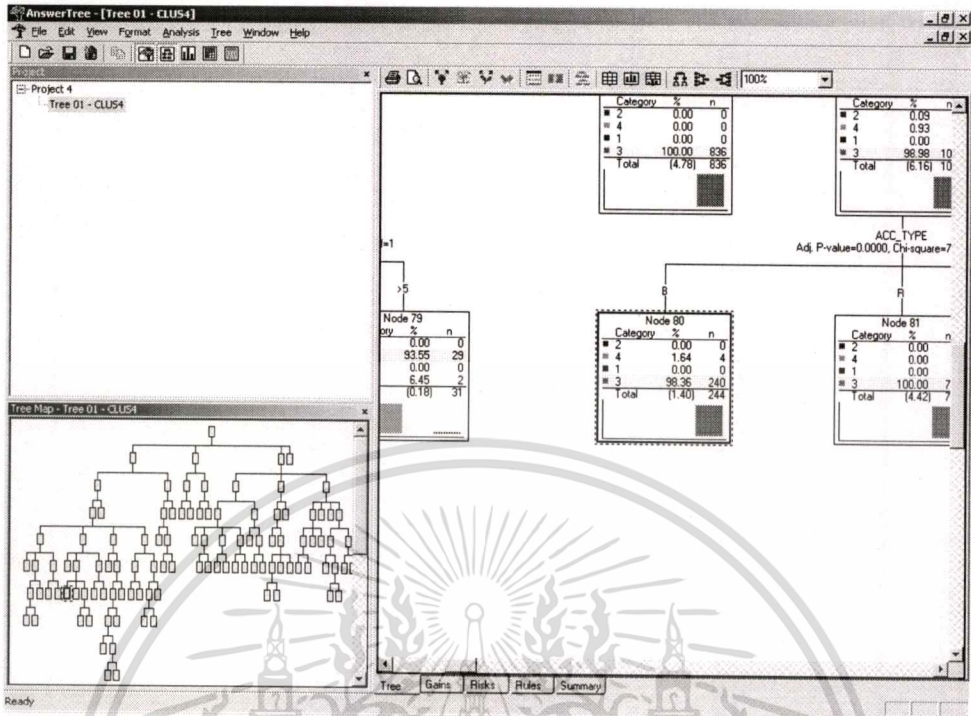 AnswerTree - [Tree 01 - CLUS4]
File Edit View Format Analysis Tree Window Help
Project
Project 4
Tree 01 - CLUS4
100%
Category % n
2 0.00 0
4 0.00 0
1 0.00 0
3 100.00 836
Total (4.78) 836
Category % n
2 0.09
4 0.93
1 0.00
3 98.98 10
Total (6.16) 10
ACC_TYPE
Adj. P-value=0.0000, Chi-square=7
=1
>5
B
R
Node 79
ory % n
0.00 0
93.55 29
0.00 0
6.45 2
(0.18) 31
Node 80
Category % n
2 0.00 0
4 1.64 4
1 0.00 0
3 98.36 240
Total (1.40) 244
Node 81
Category % n
2 0.00
4 0.00
1 0.00
3 100.00 7
Total (4.42) 7
Tree Map - Tree 01 - CLUS4
Tree Gains Risks Rules Summary
Ready